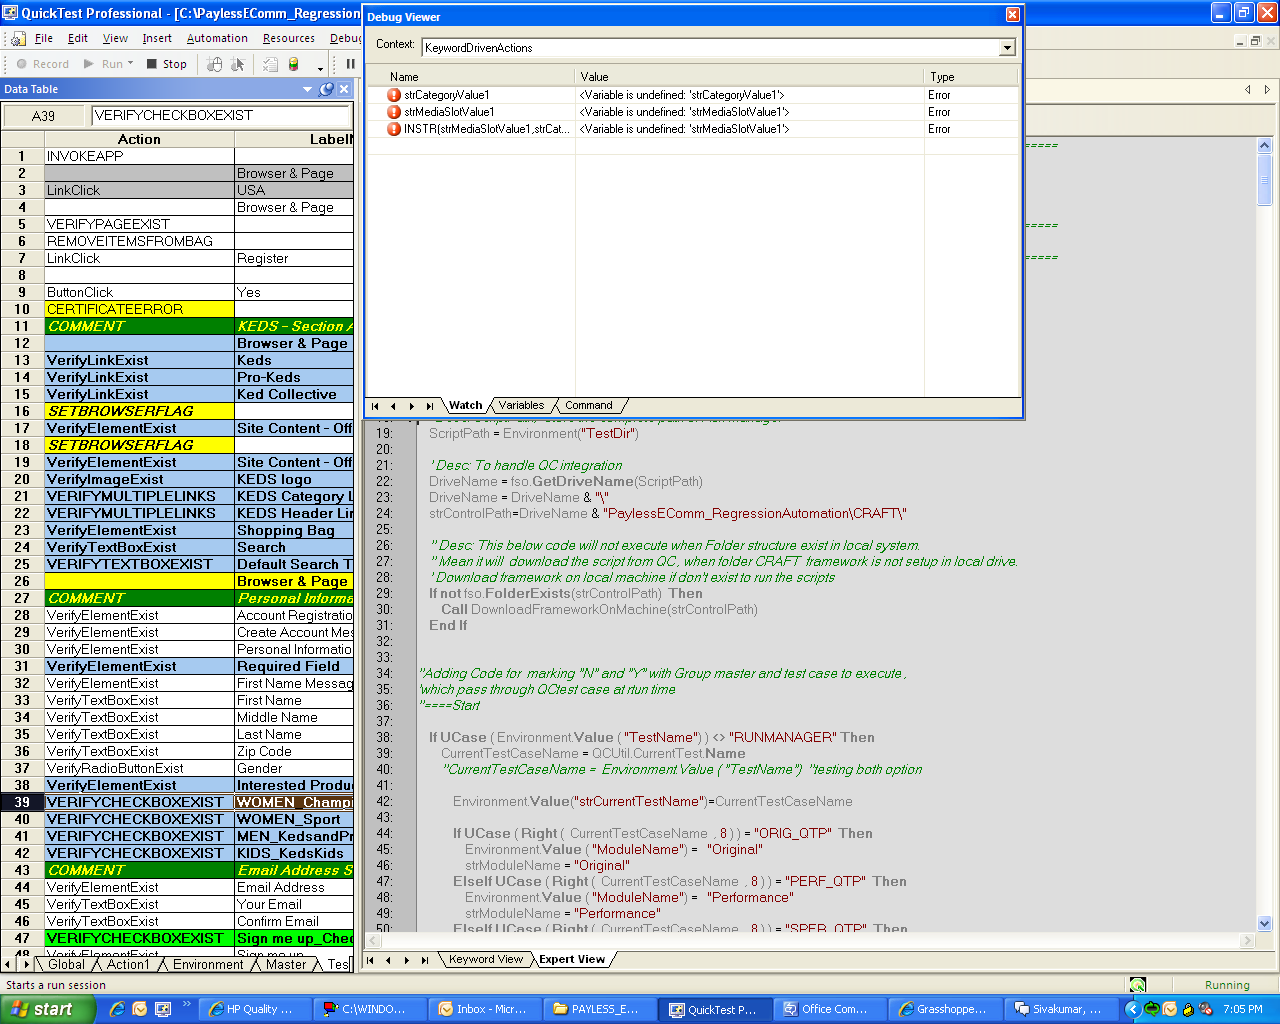 QuickTest Professional - [C:\PaylessEComm_Regression
File Edit View Insert Automation Resources Debu
Record Run Stop
Data Table
A39 VERIFYCHECKBOXEXIST
Action LabelN
1 INVOKEAPP
2 Browser & Page
3 LinkClick USA
4 Browser & Page
5 VERIFYPAGEEXIST
6 REMOVEITEMSFROMBAG
7 LinkClick Register
8
9 ButtonClick Yes
10 CERTIFICATEERROR
11 COMMENT KEDS - Section A
12 Browser & Page
13 VerifyLinkExist Keds
14 VerifyLinkExist Pro-Keds
15 VerifyLinkExist Ked Collective
16 SETBROWSERFLAG
17 VerifyElementExist Site Content - Off
18 SETBROWSERFLAG
19 VerifyElementExist Site Content - Off
20 VerifyImageExist KEDS logo
21 VERIFYMULTIPLELINKS KEDS Category L
22 VERIFYMULTIPLELINKS KEDS Header Lin
23 VerifyElementExist Shopping Bag
24 VerifyTextBoxExist Search
25 VERIFYTEXTBOXEXIST Default Search T
26 Browser & Page
27 COMMENT Personal Informa
28 VerifyElementExist Account Registratio
29 VerifyElementExist Create Account Mes
30 VerifyElementExist Personal Informatio
31 VerifyElementExist Required Field
32 VerifyElementExist First Name Messag
33 VerifyTextBoxExist First Name
34 VerifyTextBoxExist Middle Name
35 VerifyTextBoxExist Last Name
36 VerifyTextBoxExist Zip Code
37 VerifyRadioButtonExist Gender
38 VerifyElementExist Interested Produ
39 VERIFYCHECKBOXEXIST WOMEN_Champi
40 VERIFYCHECKBOXEXIST WOMEN_Sport
41 VERIFYCHECKBOXEXIST MEN_KedsandPr
42 VERIFYCHECKBOXEXIST KIDS_KedsKids
43 COMMENT Email Address S
44 VerifyElementExist Email Address
45 VerifyTextBoxExist Your Email
46 VerifyTextBoxExist Confirm Email
47 VERIFYCHECKBOXEXIST Sign me up_Chec
48 VerifyElementExist Sign me up
Global Action1 Environment Master Tes
Debug Viewer
Context: KeywordDrivenActions
Name Value Type
strCategoryValue1 <Variable is undefined: 'strCategoryValue1'> Error
strMediaSlotValue1 <Variable is undefined: 'strMediaSlotValue1'> Error
INSTR(strMediaSlotValue1,strCat... <Variable is undefined: 'strMediaSlotValue1'> Error
Watch Variables Command
=====
=====
=====
19: ScriptPath = Environment("TestDir")
20:
21: 'Desc: To handle QC integration
22: DriveName = fso.GetDriveName(ScriptPath)
23: DriveName = DriveName & "\"
24: strControlPath=DriveName & "PaylessEComm_RegressionAutomation\CRAFT\"
25:
26: '' Desc: This below code will not execute when Folder structure exist in local system.
27: '' Mean it will download the script from QC , when folder CRAFT framework is not setup in local drive.
28: ' Download framework on local machine if don't exist to run the scripts
29: If not fso.FolderExists(strControlPath) Then
30: Call DownloadFrameworkOnMachine(strControlPath)
31: End If
32:
33:
34: ''Adding Code for marking "N" and "Y" with Group master and test case to execute ,
35: 'which pass through QCtest case at rtun time
36: ''====Start
37:
38: If UCase ( Environment.Value ( "TestName") ) <> "RUNMANAGER" Then
39: CurrentTestCaseName = QCUtil.CurrentTest.Name
40: ''CurrentTestCaseName = Environment.Value ( "TestName") ''testing both option
41:
42: Environment.Value("strCurrentTestName")=CurrentTestCaseName
43:
44: If UCase ( Right ( CurrentTestCaseName , 8 ) ) = "ORIG_QTP" Then
45: Environment.Value ( "ModuleName") = "Original"
46: strModuleName = "Original"
47: ElseIf UCase ( Right ( CurrentTestCaseName , 8 ) ) = "PERF_QTP" Then
48: Environment.Value ( "ModuleName") = "Performance"
49: strModuleName = "Performance"
50: ElseIf UCase ( Right ( CurrentTestCaseName , 8 ) ) = "SPER_QTP" Then
Keyword View Expert View
Starts a run session Running
start HP Quality ... C:\WINDO... Inbox - Micr... PAYLESS_E... QuickTest P... Office Com... Grasshoppe... Sivakumar, ... 7:05 PM